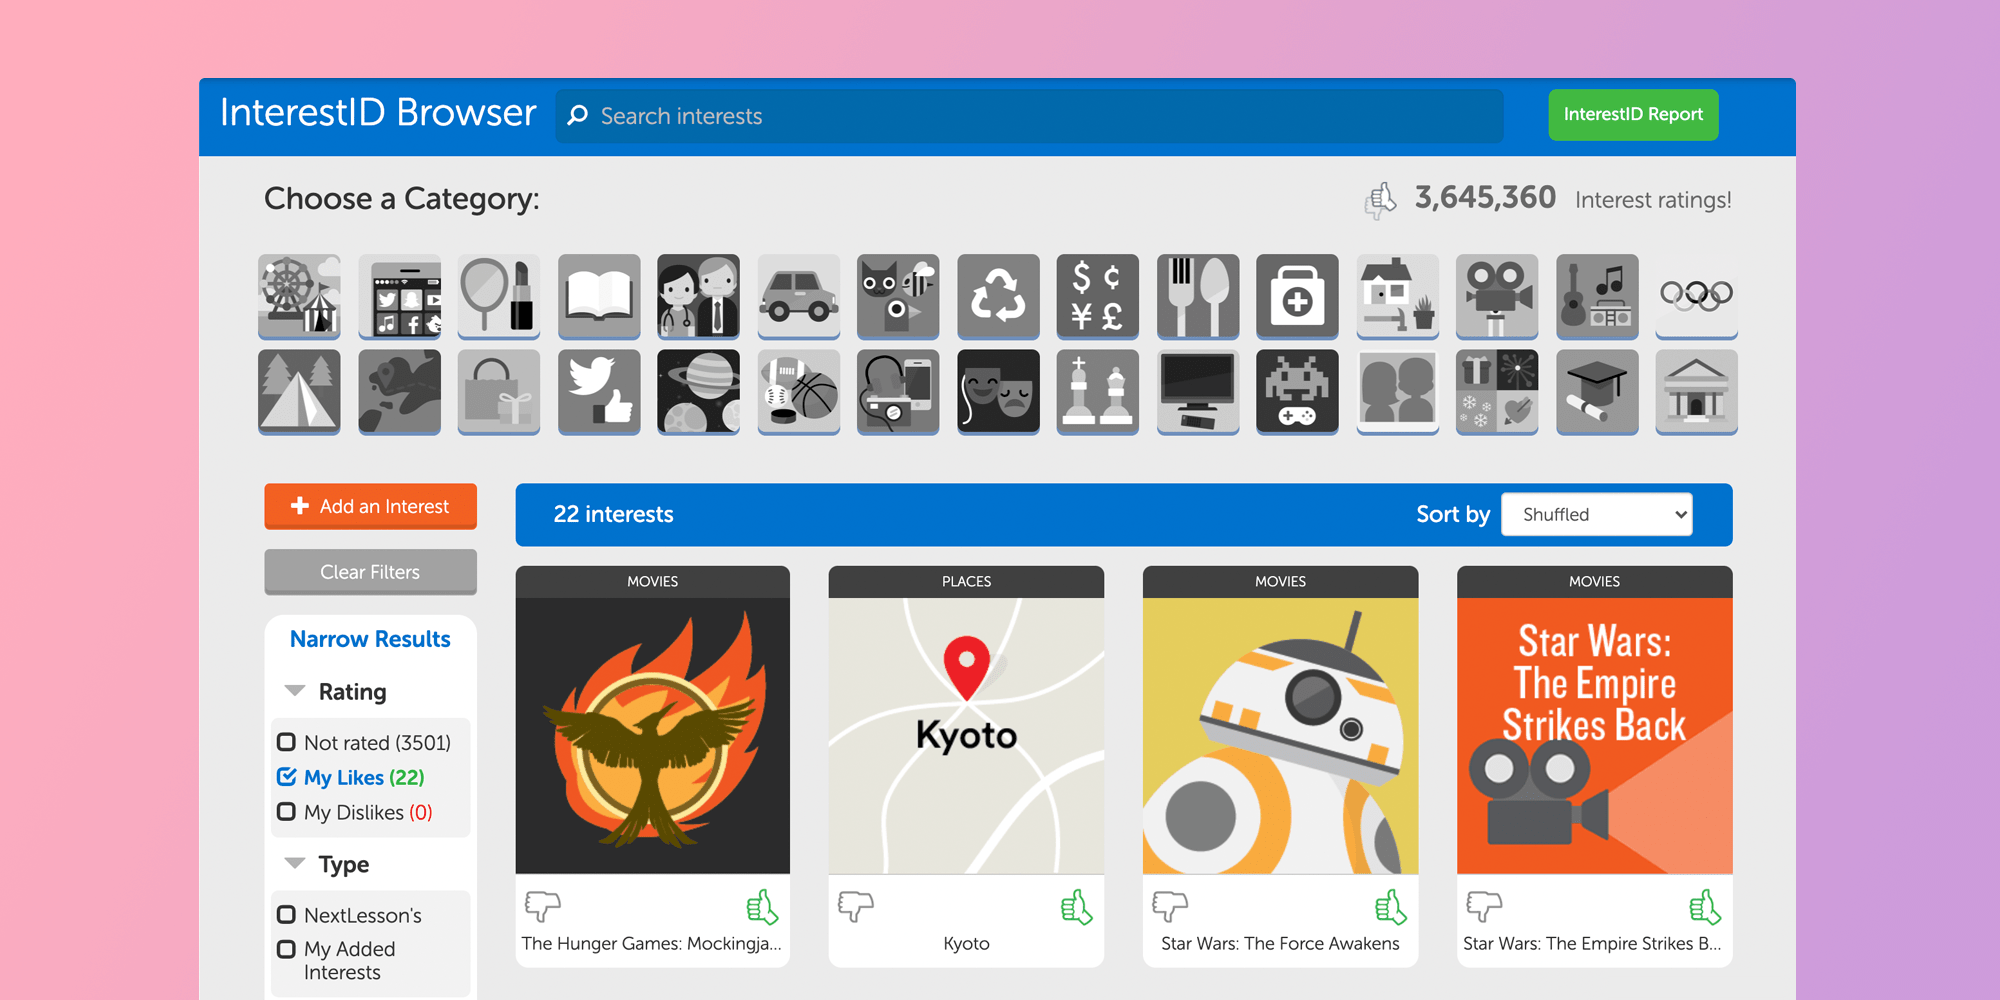 InterestID Browser
Search interests
InterestID Report
Choose a Category:
3,645,360 Interest ratings!
$ ¢
¥ £
Add an Interest
Clear Filters
22 interests
Sort by
Shuffled
Narrow Results
Rating
Not rated (3501)
My Likes (22)
My Dislikes (0)
Type
NextLesson's
My Added
Interests
MOVIES
The Hunger Games: Mockingja...
PLACES
Kyoto
Kyoto
MOVIES
Star Wars: The Force Awakens
MOVIES
Star Wars:
The Empire
Strikes Back
Star Wars: The Empire Strikes B...